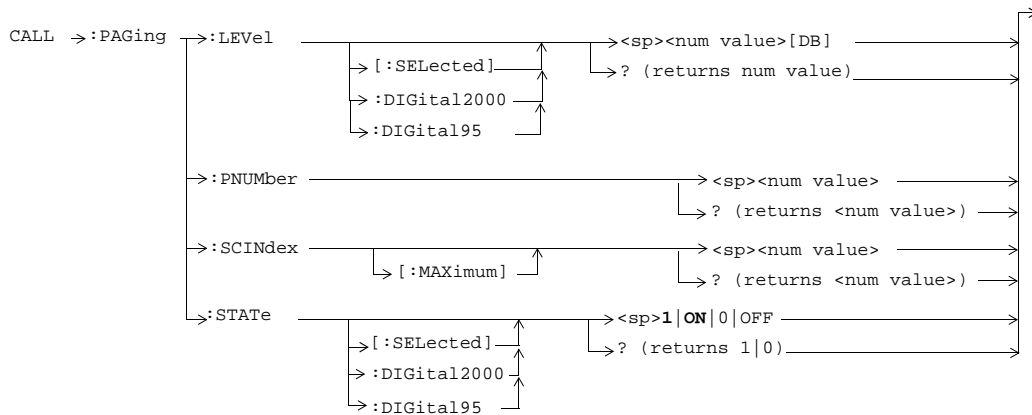 CALL :PAGing :LEVel <sp><num value>[DB]
[:SELected] ? (returns num value)
:DIGital2000
:DIGital95
:PNUMber <sp><num value>
? (returns <num value>)
:SCINdex <sp><num value>
[:MAXimum] ? (returns <num value>)
:STATe <sp>1|ON|0|OFF
[:SELected] ? (returns 1|0)
:DIGital2000
:DIGital95